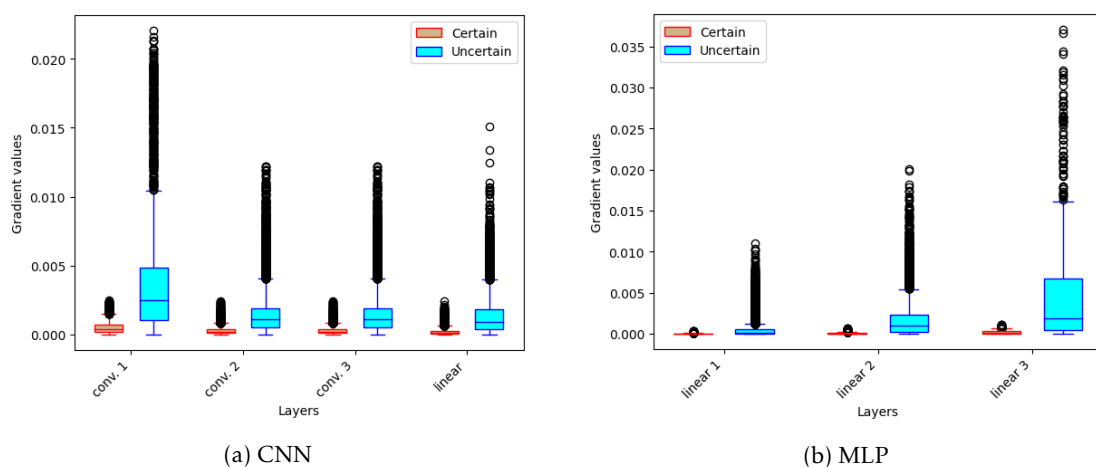 Certain
Uncertain
0.020
0.015
0.010
0.005
0.000
Gradient values
conv. 1
conv. 2
conv. 3
linear
Layers
(a) CNN
Certain
Uncertain
0.035
0.030
0.025
0.020
0.015
0.010
0.005
0.000
Gradient values
linear 1
linear 2
linear 3
Layers
(b) MLP